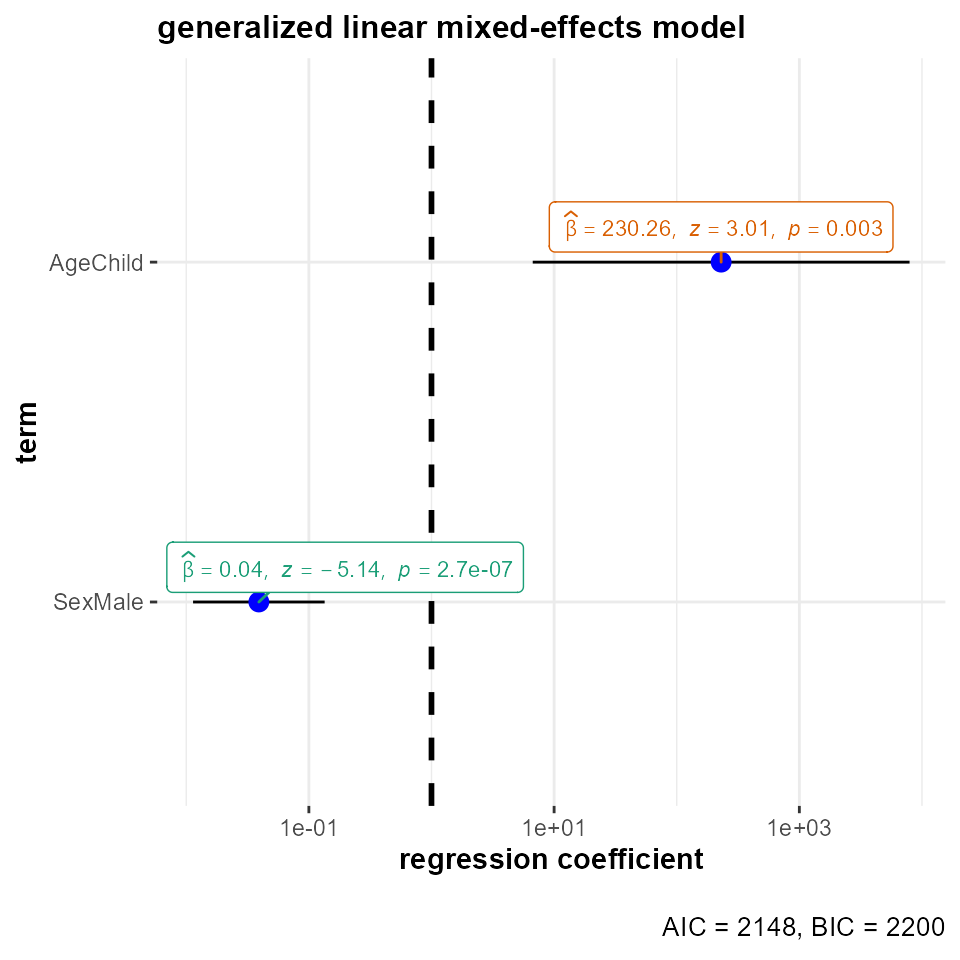 generalized linear mixed-effects model
AgeChild
β̂ = 230.26, z = 3.01, p = 0.003
term
SexMale
β̂ = 0.04, z = −5.14, p = 2.7e-07
1e-01 1e+01 1e+03
regression coefficient
AIC = 2148, BIC = 2200